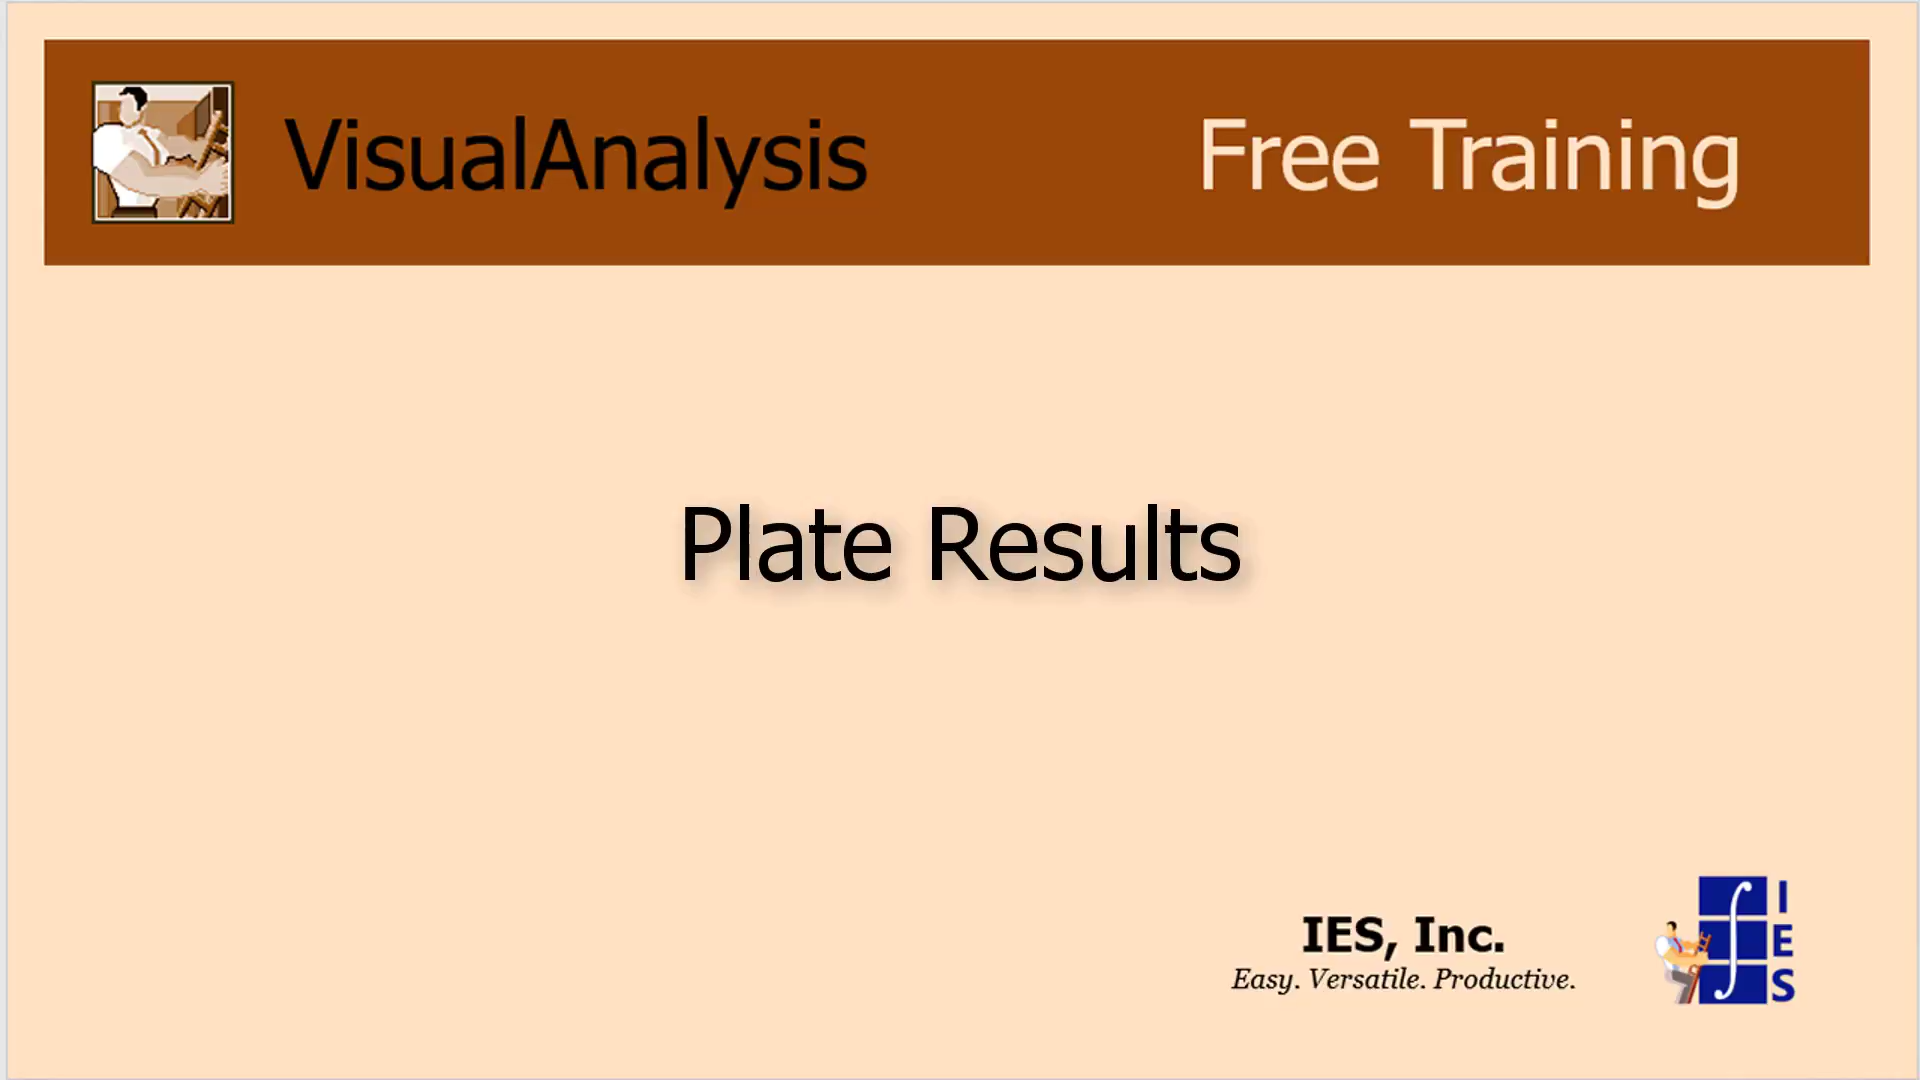 VisualAnalysis
Free Training
Plate Results
IES, Inc.
Easy. Versatile. Productive.
I
E
S